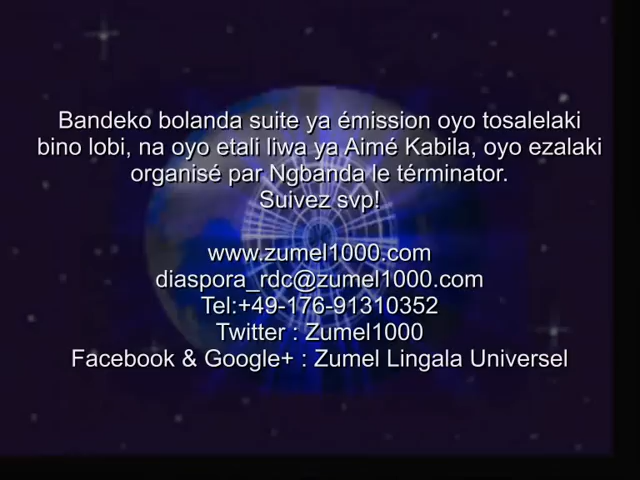 Bandeko bolanda suite ya émission oyo tosalelaki
bino lobi, na oyo etali liwa ya Aimé Kabila, oyo ezalaki
organisé par Ngbanda le términator.
Suivez svp!
www.zumel1000.com
diaspora_rdc@zumel1000.com
Tel:+49-176-91310352
Twitter : Zumel1000
Facebook & Google+ : Zumel Lingala Universel